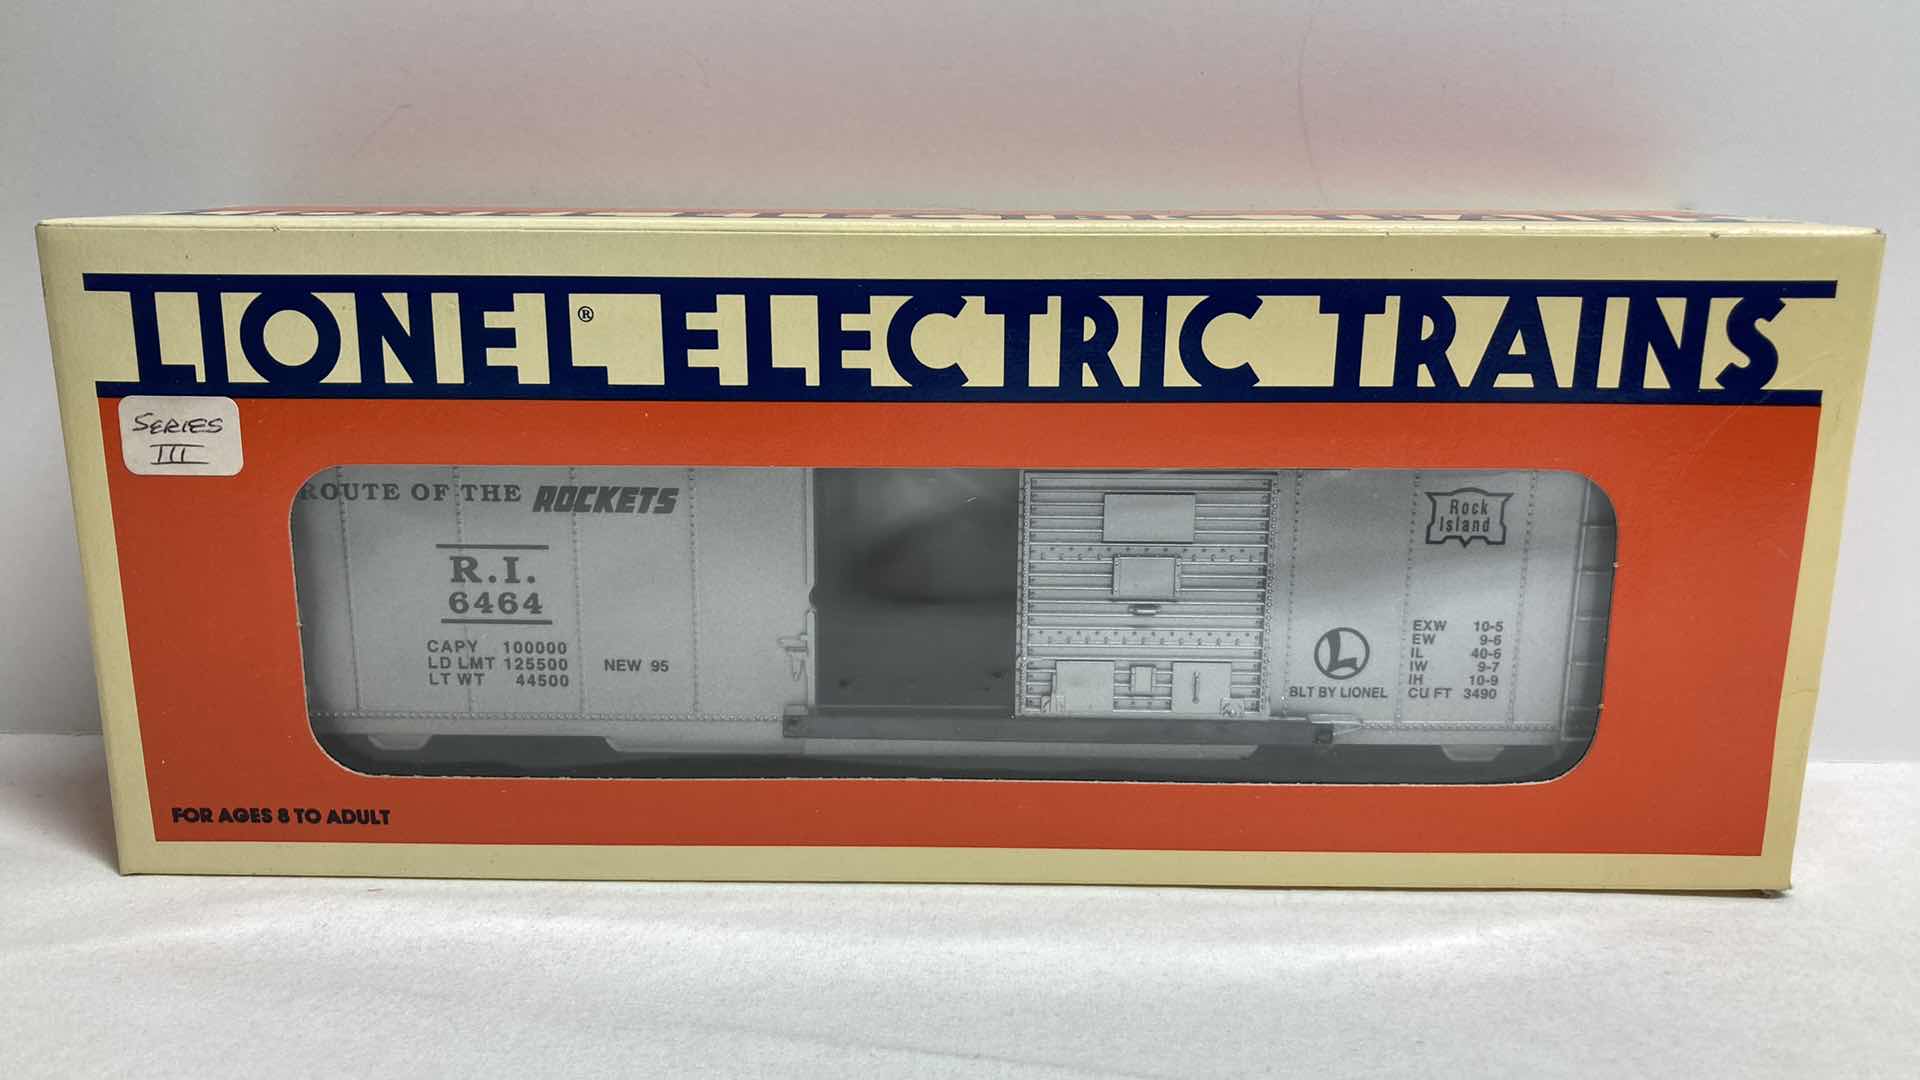 LIONEL® ELECTRIC TRAINS
SERIES
III
ROUTE OF THE ROCKETS
R.I.
6464
CAPY 100000
LD LMT 125500 NEW 95
LT WT 44500
Rock
Island
EXW 10-5
EW 9-6
IL 40-6
IW 9-7
IH 10-9
CU FT 3490
L
BLT BY LIONEL
FOR AGES 8 TO ADULT